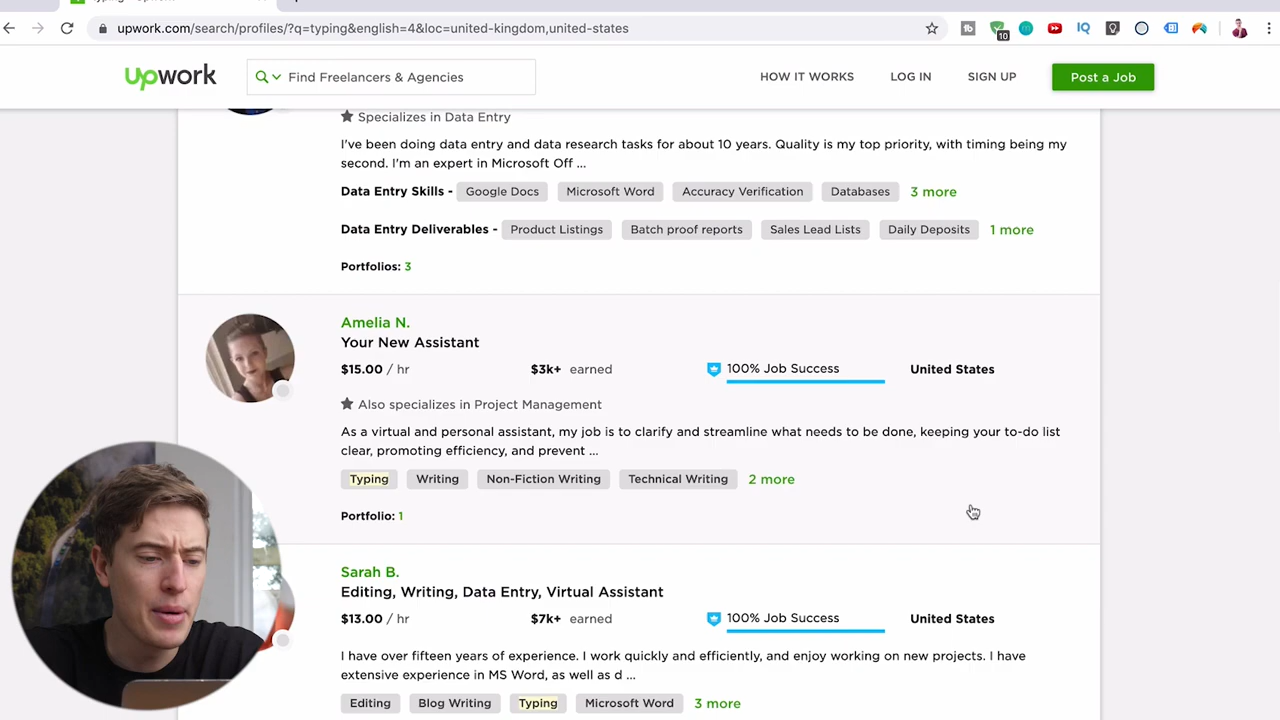 upwork.com/search/profiles/?q=typing&english=4&loc=united-kingdom,united-states
10
IQ
upwork
Find Freelancers & Agencies
HOW IT WORKS
LOG IN
SIGN UP
Post a Job
Specializes in Data Entry
I've been doing data entry and data research tasks for about 10 years. Quality is my top priority, with timing being my
second. I'm an expert in Microsoft Off ...
Data Entry Skills - Google Docs Microsoft Word Accuracy Verification Databases 3 more
Data Entry Deliverables - Product Listings Batch proof reports Sales Lead Lists Daily Deposits 1 more
Portfolios: 3
Amelia N.
Your New Assistant
$15.00 / hr $3k+ earned 100% Job Success United States
Also specializes in Project Management
As a virtual and personal assistant, my job is to clarify and streamline what needs to be done, keeping your to-do list
clear, promoting efficiency, and prevent ...
Typing Writing Non-Fiction Writing Technical Writing 2 more
Portfolio: 1
Sarah B.
Editing, Writing, Data Entry, Virtual Assistant
$13.00 / hr $7k+ earned 100% Job Success United States
I have over fifteen years of experience. I work quickly and efficiently, and enjoy working on new projects. I have
extensive experience in MS Word, as well as d ...
Editing Blog Writing Typing Microsoft Word 3 more